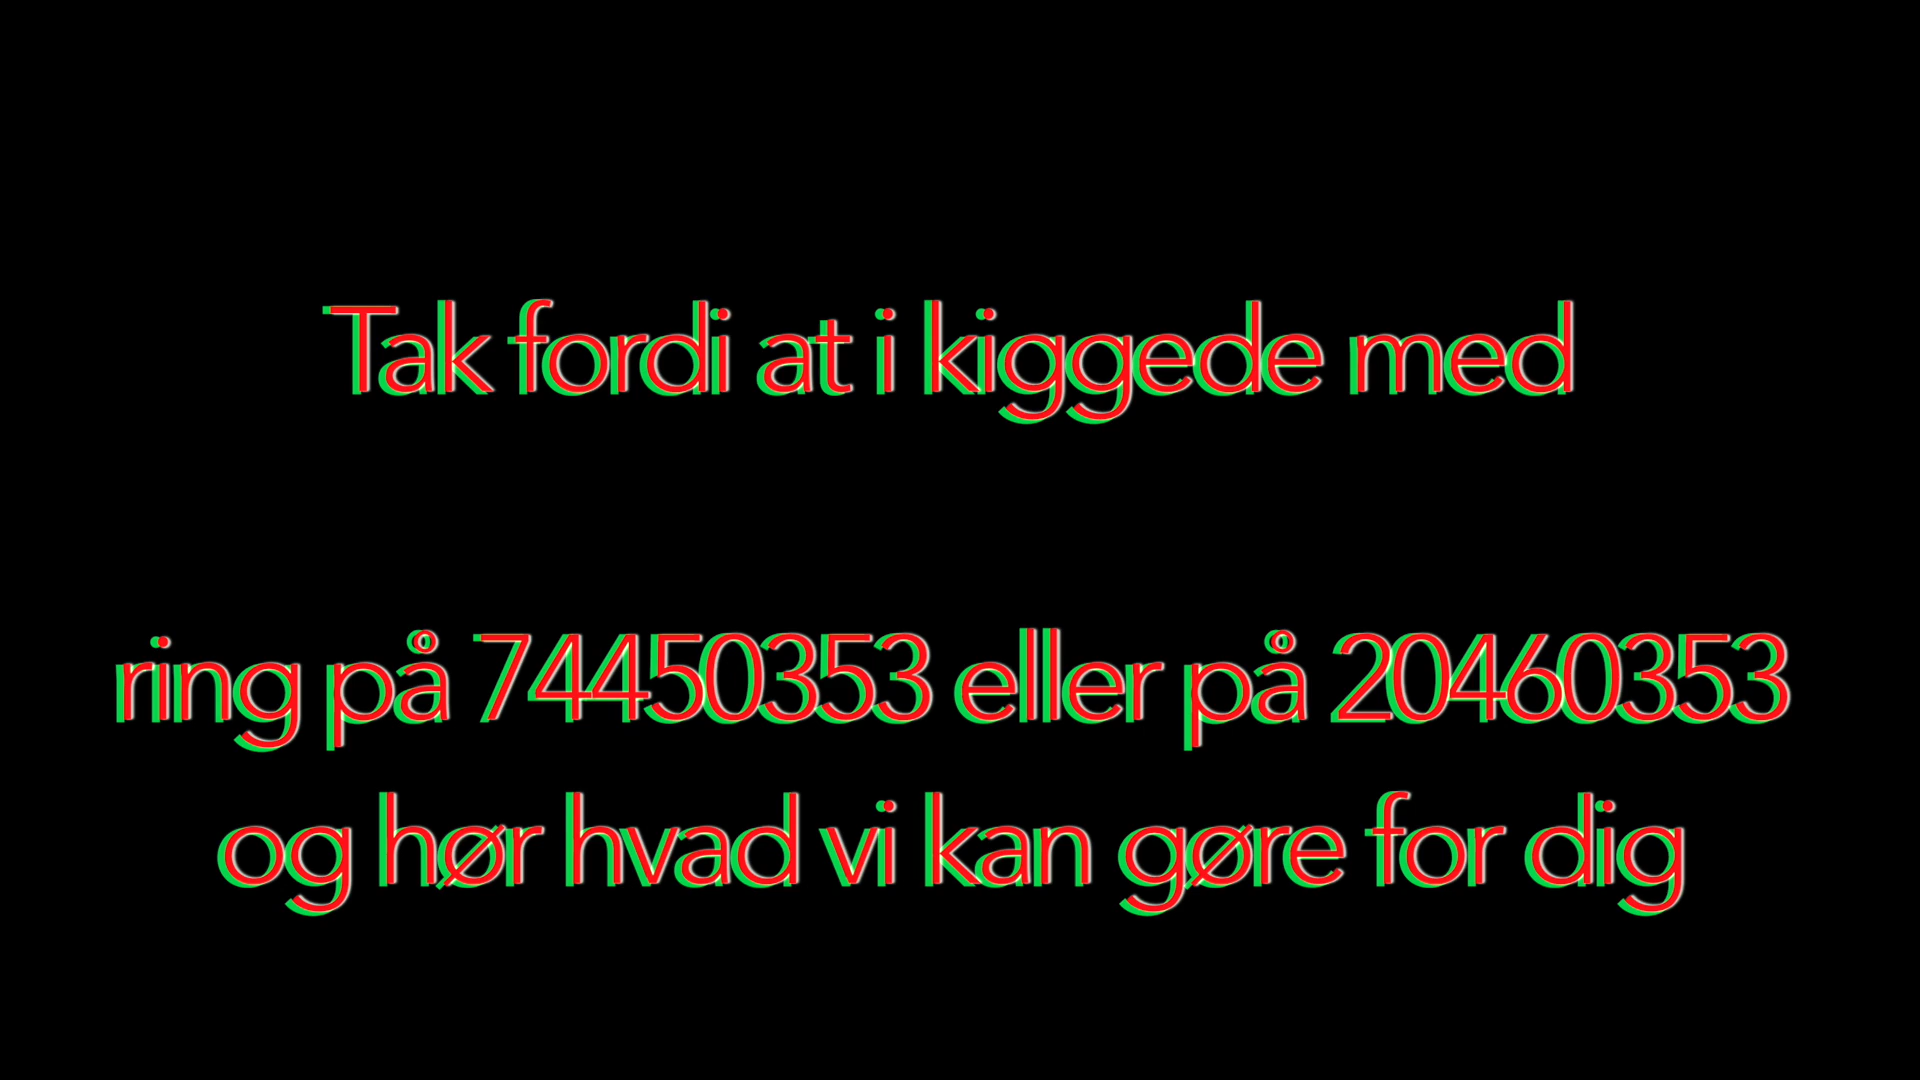 Tak fordi at i kiggede med
ring på 74450353 eller på 20460353
og hør hvad vi kan gøre for dig